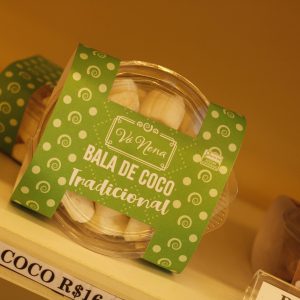 Vó Nena
BALA DE COCO
Tradicional
COCO R$16